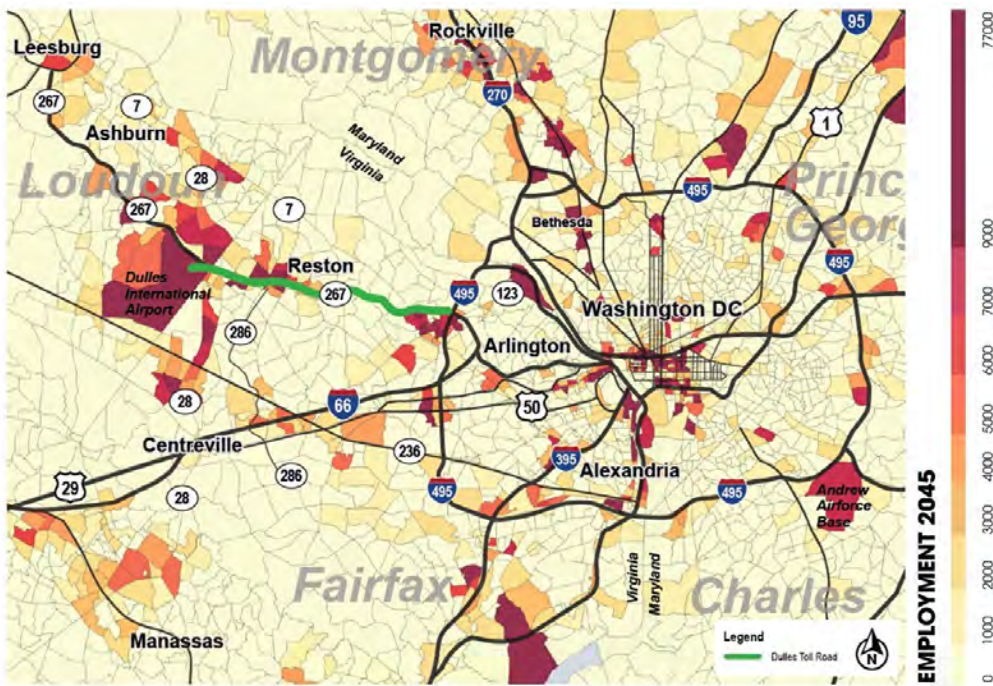 Leesburg
Montgomery
Rockville
95
267
7
Ashburn
270
1
Maryland
Virginia
Loudoun
28
495
Princ
Georg
267
7
Bethesda
Reston
495
Dulles
International
Airport
267
495
123
Washington DC
286
Arlington
66
50
28
Centreville
236
395
Alexandria
286
29
28
495
495
Andrew
Airforce
Base
Fairfax
Virginia
Maryland
Charles
Manassas
Legend
Dulles Toll Road
N
EMPLOYMENT 2045
0
1000
2000
3000
4000
5000
6000
7000
9000
77000